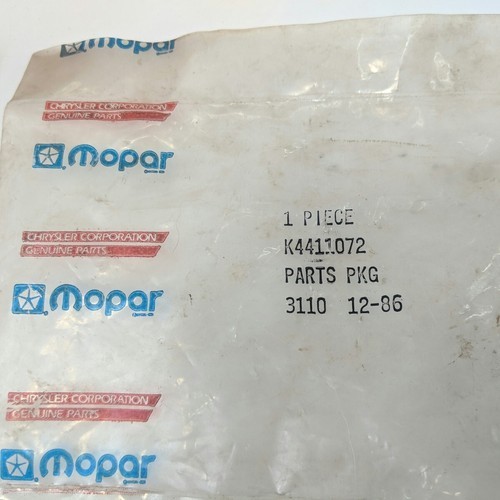 mopar
CHRYSLER CORPORATION
GENUINE PARTS
mopar
CHRYSLER CORPORATION
GENUINE PARTS
mopar
CHRYSLER CORPORATION
GENUINE PARTS
mopar
1 PIECE
K4411072
PARTS PKG
3110 12-86